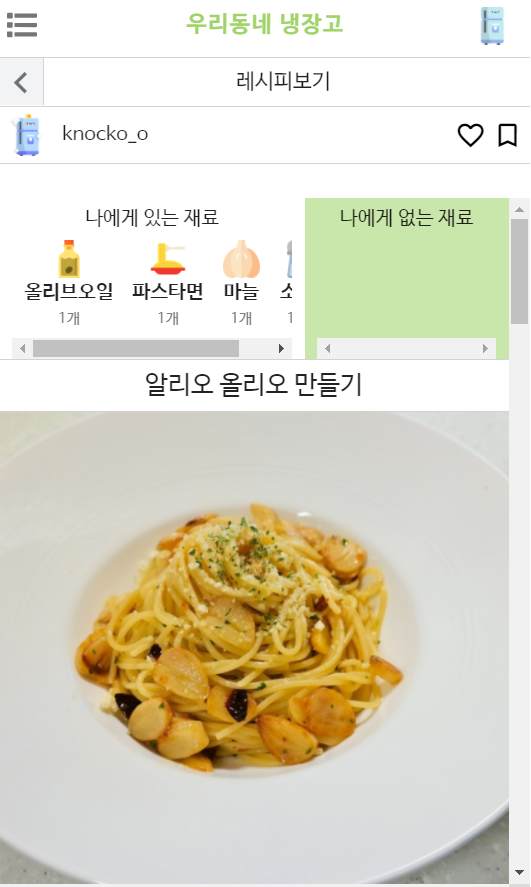 우리동네 냉장고
레시피보기
knocko_o
나에게 있는 재료
나에게 없는 재료
올리브오일 파스타면 마늘
1개 1개 1개
알리오 올리오 만들기